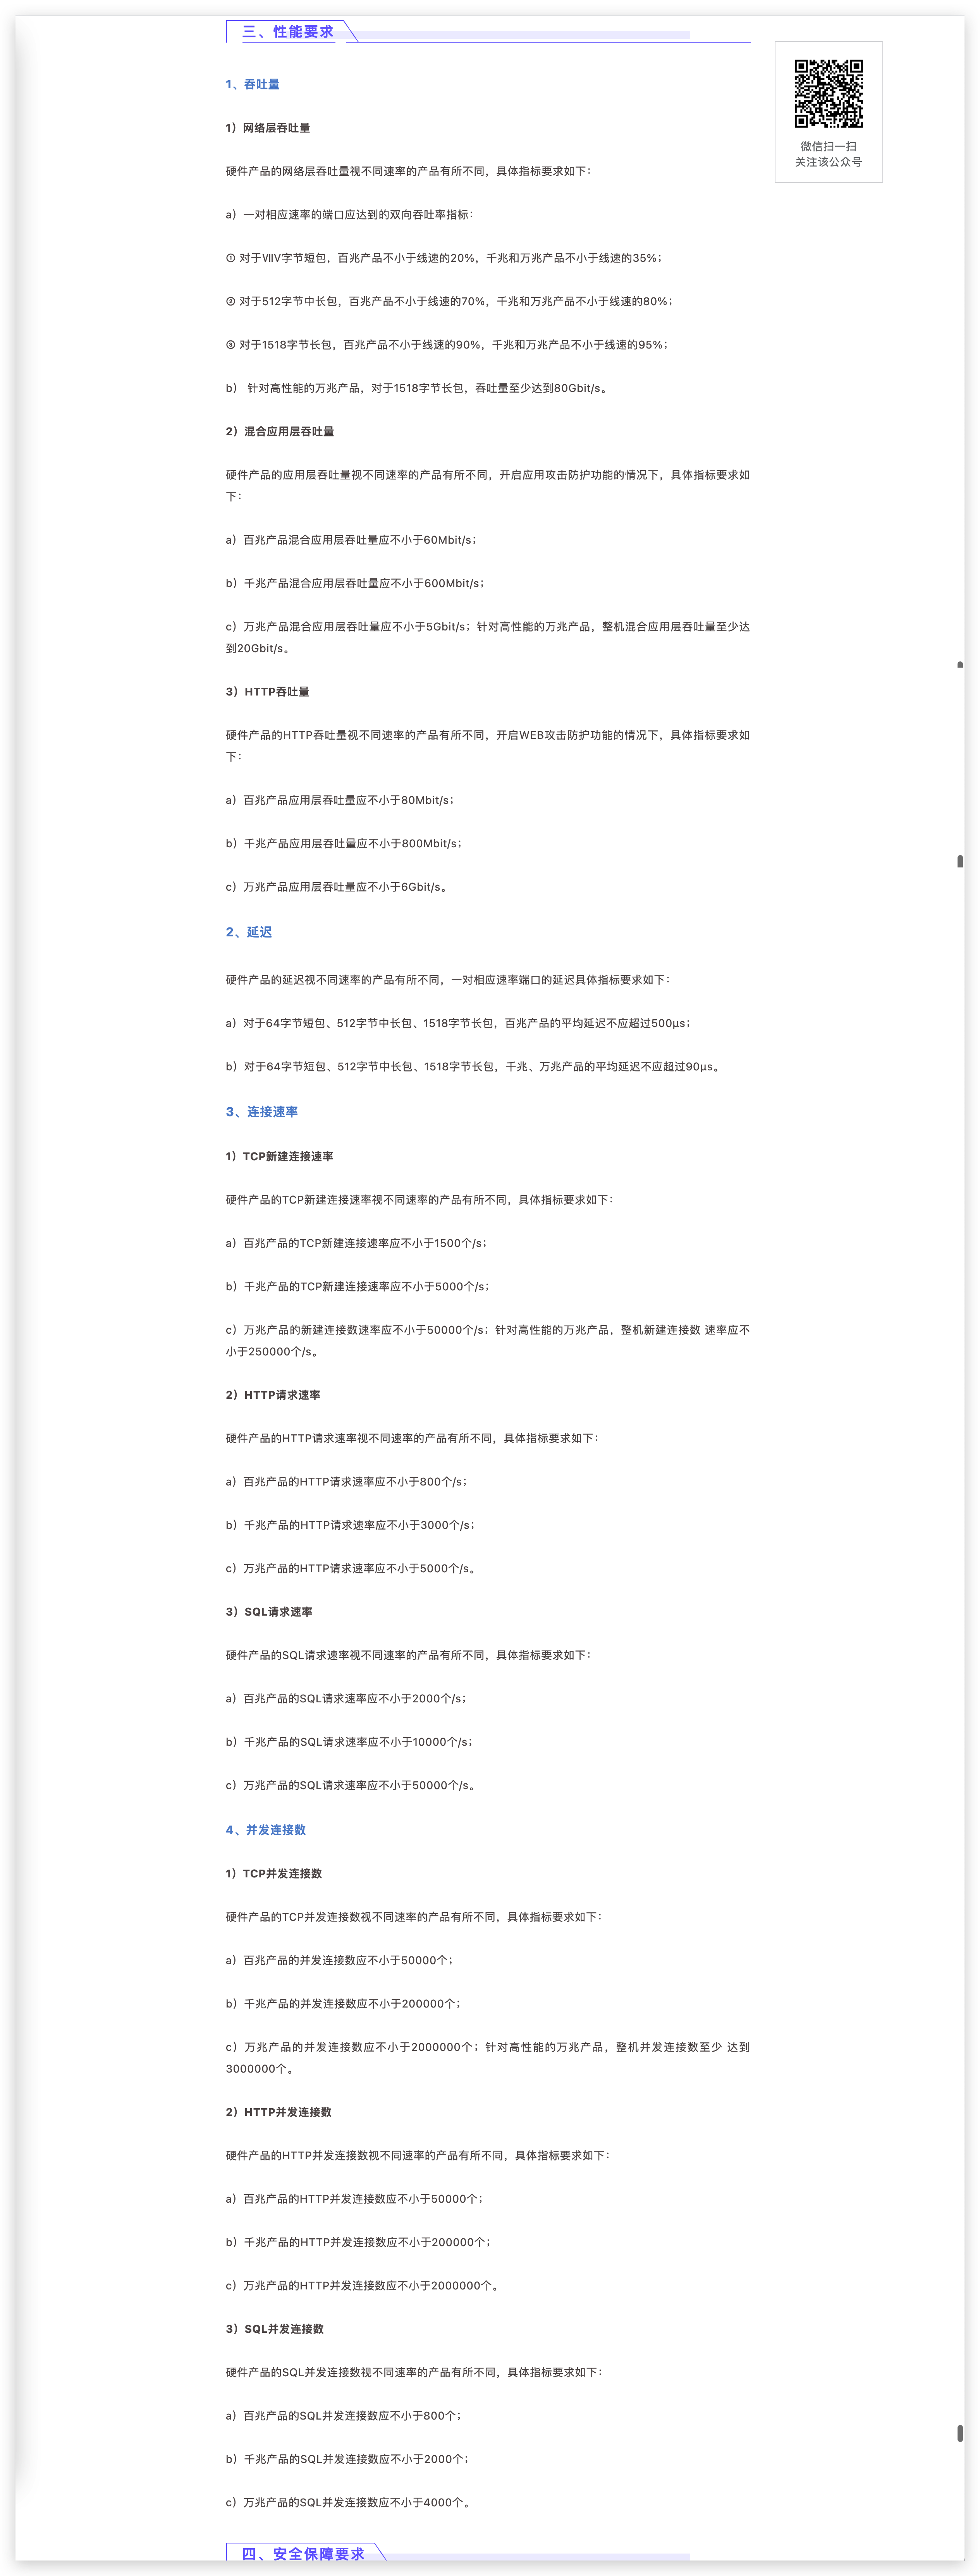 三、性能要求
微信扫一扫
关注该公众号
1、吞吐量
1）网络层吞吐量
硬件产品的网络层吞吐量视不同速率的产品有所不同，具体指标要求如下：
a）一对相应速率的端口应达到的双向吞吐率指标：
① 对于ⅦⅣ字节短包，百兆产品不小于线速的20%，千兆和万兆产品不小于线速的35%；
② 对于512字节中长包，百兆产品不小于线速的70%，千兆和万兆产品不小于线速的80%；
③ 对于1518字节长包，百兆产品不小于线速的90%，千兆和万兆产品不小于线速的95%；
b） 针对高性能的万兆产品，对于1518字节长包，吞吐量至少达到80Gbit/s。
2）混合应用层吞吐量
硬件产品的应用层吞吐量视不同速率的产品有所不同，开启应用攻击防护功能的情况下，具体指标要求如
下：
a）百兆产品混合应用层吞吐量应不小于60Mbit/s；
b）千兆产品混合应用层吞吐量应不小于600Mbit/s；
c）万兆产品混合应用层吞吐量应不小于5Gbit/s；针对高性能的万兆产品，整机混合应用层吞吐量至少达
到20Gbit/s。
3）HTTP吞吐量
硬件产品的HTTP吞吐量视不同速率的产品有所不同，开启WEB攻击防护功能的情况下，具体指标要求如
下：
a）百兆产品应用层吞吐量应不小于80Mbit/s；
b）千兆产品应用层吞吐量应不小于800Mbit/s；
c）万兆产品应用层吞吐量应不小于6Gbit/s。
2、延迟
硬件产品的延迟视不同速率的产品有所不同，一对相应速率端口的延迟具体指标要求如下：
a）对于64字节短包、512字节中长包、1518字节长包，百兆产品的平均延迟不应超过500μs；
b）对于64字节短包、512字节中长包、1518字节长包，千兆、万兆产品的平均延迟不应超过90μs。
3、连接速率
1）TCP新建连接速率
硬件产品的TCP新建连接速率视不同速率的产品有所不同，具体指标要求如下：
a）百兆产品的TCP新建连接速率应不小于1500个/s；
b）千兆产品的TCP新建连接速率应不小于5000个/s；
c）万兆产品的新建连接数速率应不小于50000个/s；针对高性能的万兆产品，整机新建连接数 速率应不
小于250000个/s。
2）HTTP请求速率
硬件产品的HTTP请求速率视不同速率的产品有所不同，具体指标要求如下：
a）百兆产品的HTTP请求速率应不小于800个/s；
b）千兆产品的HTTP请求速率应不小于3000个/s；
c）万兆产品的HTTP请求速率应不小于5000个/s。
3）SQL请求速率
硬件产品的SQL请求速率视不同速率的产品有所不同，具体指标要求如下：
a）百兆产品的SQL请求速率应不小于2000个/s；
b）千兆产品的SQL请求速率应不小于10000个/s；
c）万兆产品的SQL请求速率应不小于50000个/s。
4、并发连接数
1）TCP并发连接数
硬件产品的TCP并发连接数视不同速率的产品有所不同，具体指标要求如下：
a）百兆产品的并发连接数应不小于50000个；
b）千兆产品的并发连接数应不小于200000个；
c）万兆产品的并发连接数应不小于2000000个；针对高性能的万兆产品，整机并发连接数至少 达到
3000000个。
2）HTTP并发连接数
硬件产品的HTTP并发连接数视不同速率的产品有所不同，具体指标要求如下：
a）百兆产品的HTTP并发连接数应不小于50000个；
b）千兆产品的HTTP并发连接数应不小于200000个；
c）万兆产品的HTTP并发连接数应不小于2000000个。
3）SQL并发连接数
硬件产品的SQL并发连接数视不同速率的产品有所不同，具体指标要求如下：
a）百兆产品的SQL并发连接数应不小于800个；
b）千兆产品的SQL并发连接数应不小于2000个；
c）万兆产品的SQL并发连接数应不小于4000个。
四、安全保障要求